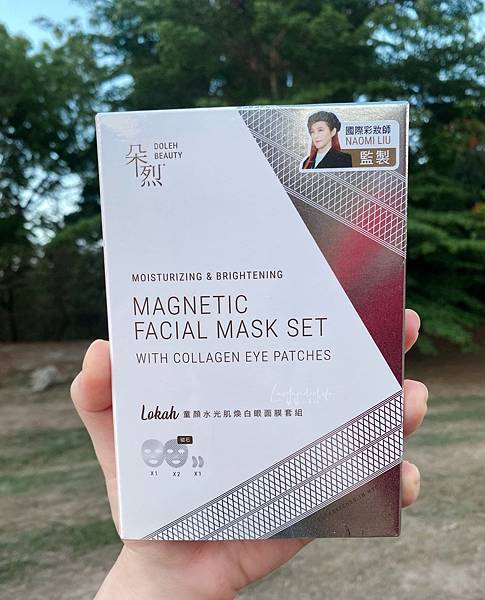 朵烈
DOLEH
BEAUTY
國際彩妝師
NAOMI LIU
監製
MOISTURIZING & BRIGHTENING
MAGNETIC
FACIAL MASK SET
WITH COLLAGEN EYE PATCHES
Lokah 童顏水光肌煥白眼面膜套組
磁石
X1 X2 X1